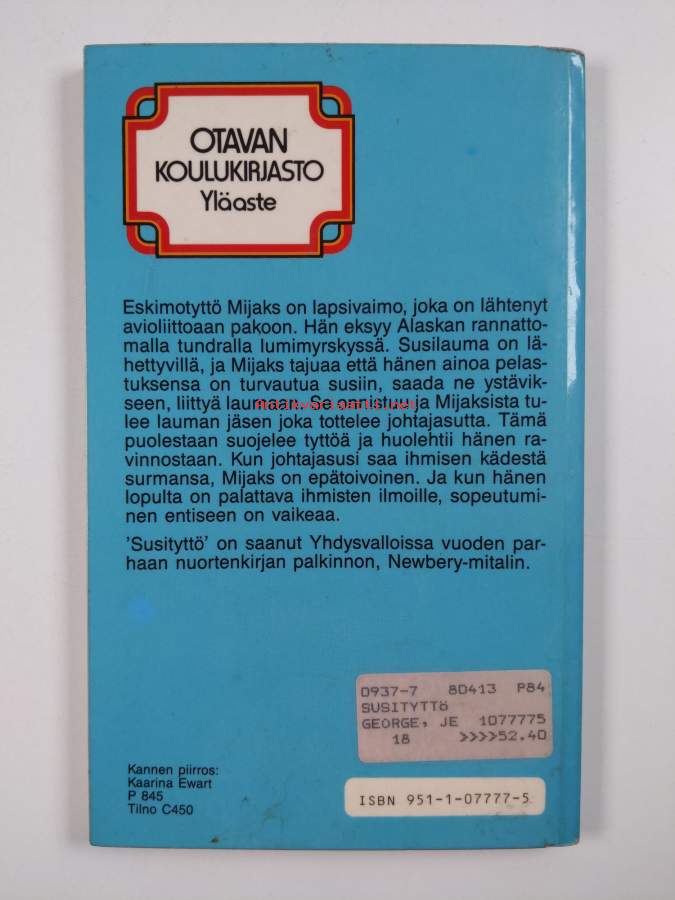 OTAVAN
KOULUKIRJASTO
Yläaste
Eskimotyttö Mijaks on lapsivaimo, joka on lähtenyt
avioliittoaan pakoon. Hän eksyy Alaskan rannatto-
malla tundralla lumimyrskyssä. Susilauma on lä-
hettyvillä, ja Mijaks tajuaa että hänen ainoa pelas-
tuksensa on turvautua susiin, saada ne ystävik-
seen, liittyä laumaan. Se onnistuu ja Mijaksista tu-
Antikvariaatti.net
lee lauman jäsen joka tottelee johtajasutta. Tämä
puolestaan suojelee tyttöä ja huolehtii hänen ra-
vinnostaan. Kun johtajasusi saa ihmisen kädestä
surmansa, Mijaks on epätoivoinen. Ja kun hänen
lopulta on palattava ihmisten ilmoille, sopeutumi-
nen entiseen on vaikeaa.
'Susityttö' on saanut Yhdysvalloissa vuoden par-
haan nuortenkirjan palkinnon, Newbery-mitalin.
0937-7 8D413 P84
SUSITYTTÖ
GEORGE, JE 1077775
18 >>>>52.40
Kannen piirros:
Kaarina Ewart
P 845
Tilno C450
ISBN 951-1-07777-5